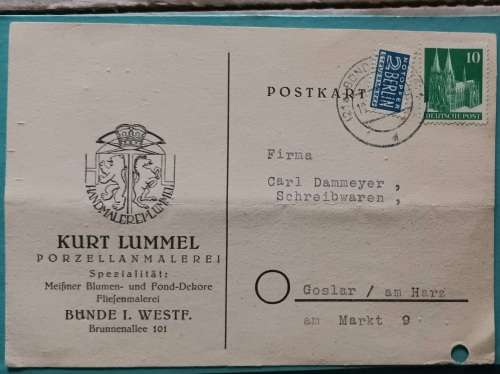 HANDMALEREI-LUMMEL
KURT LUMMEL
PORZELLANMALEREI
Spezialität:
Meißner Blumen- und Fond-Dekore
Fliesenmalerei
BÜNDE I. WESTF.
Brunnenallee 101
POSTKARTE
NOTOPFER
2 BERLIN
STEUERMARKE
10
DEUTSCHE POST
Firma
Carl Dammeyer,
Schreibwaren,
Goslar / am Harz
am Markt 9